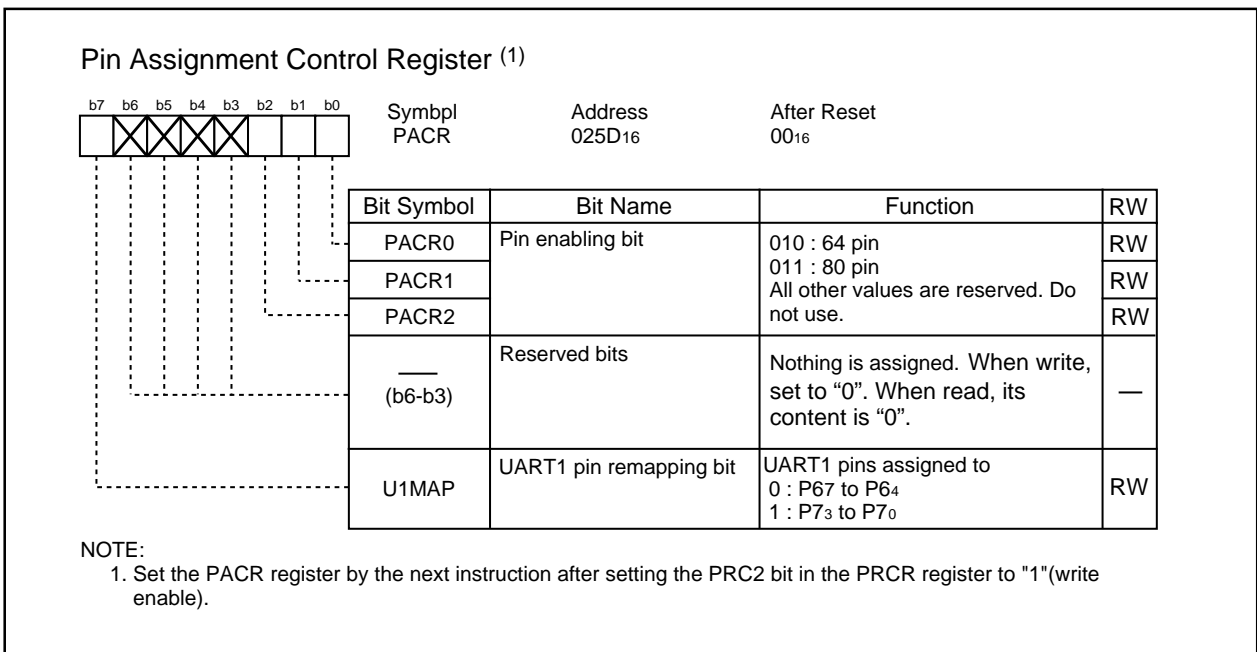 Pin Assignment Control Register (1)
b7 b6 b5 b4 b3 b2 b1 b0
Symbpl Address After Reset
PACR 025D16 0016
Bit Symbol Bit Name Function RW
PACR0 Pin enabling bit 010 : 64 pin RW
011 : 80 pin
PACR1 All other values are reserved. Do RW
PACR2 not use. RW
Reserved bits Nothing is assigned. When write,
(b6-b3) set to “0”. When read, its —
content is “0”.
UART1 pin remapping bit UART1 pins assigned to
U1MAP 0 : P67 to P64 RW
1 : P73 to P70
NOTE:
1. Set the PACR register by the next instruction after setting the PRC2 bit in the PRCR register to "1"(write
enable).